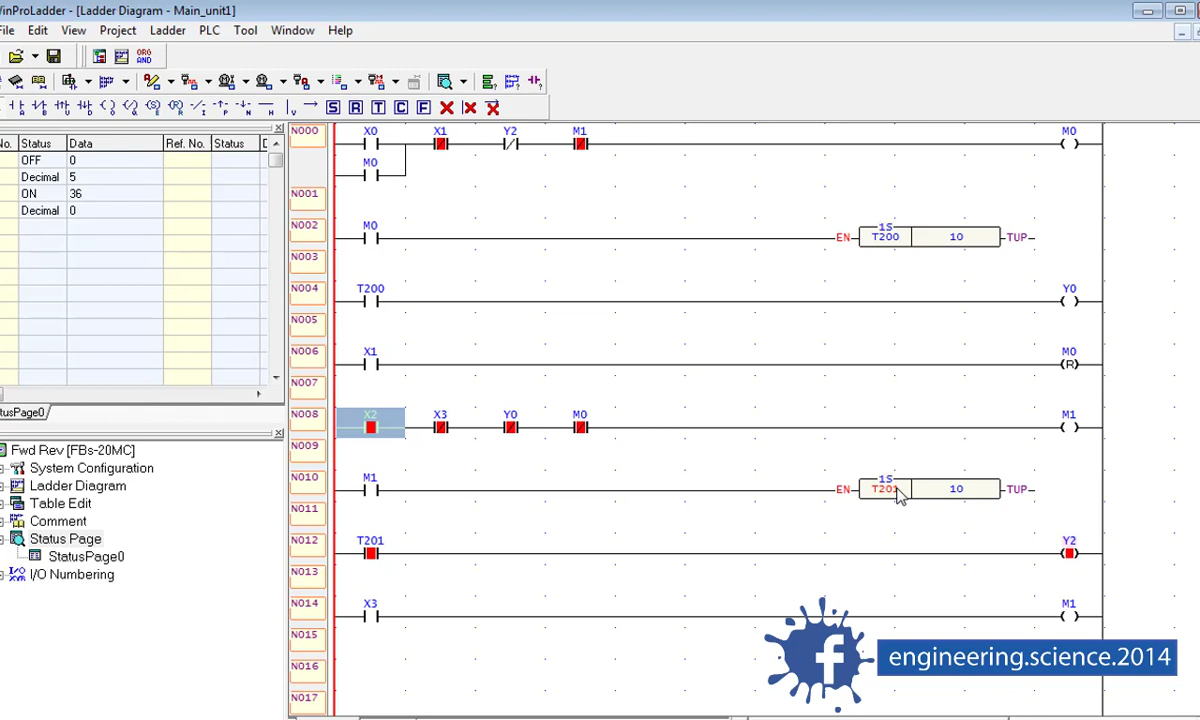 WinProLadder - [Ladder Diagram - Main_unit1]
File Edit View Project Ladder PLC Tool Window Help
ORG
AND
A B U D S R I P N H V
S R T C F
No. Status Data Ref. No. Status
OFF 0
Decimal 5
ON 36
Decimal 0
StatusPage0
Fwd Rev [FBs-20MC]
System Configuration
Ladder Diagram
Table Edit
Comment
Status Page
StatusPage0
I/O Numbering
N000 X0 X1 Y2 M1 M0
M0
N001
N002 M0 EN 1S T200 10 TUP
N003
N004 T200 Y0
N005
N006 X1 M0 R
N007
N008 X2 X3 Y0 M0 M1
N009
N010 M1 EN 1S T201 10 TUP
N011
N012 T201 Y2
N013
N014 X3 M1
N015
N016
N017
f engineering.science.2014